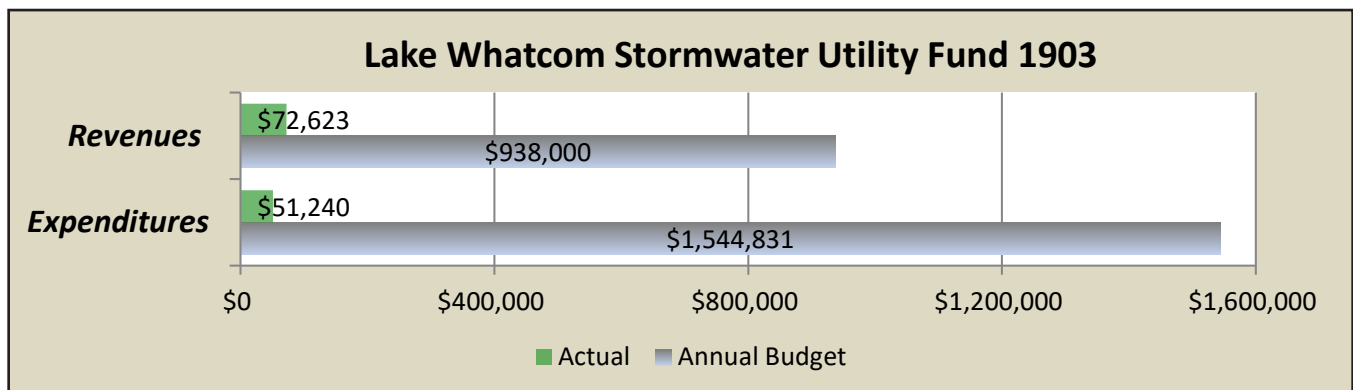 Lake Whatcom Stormwater Utility Fund 1903
Revenues
$72,623
$938,000
Expenditures
$51,240
$1,544,831
$0 $400,000 $800,000 $1,200,000 $1,600,000
Actual Annual Budget